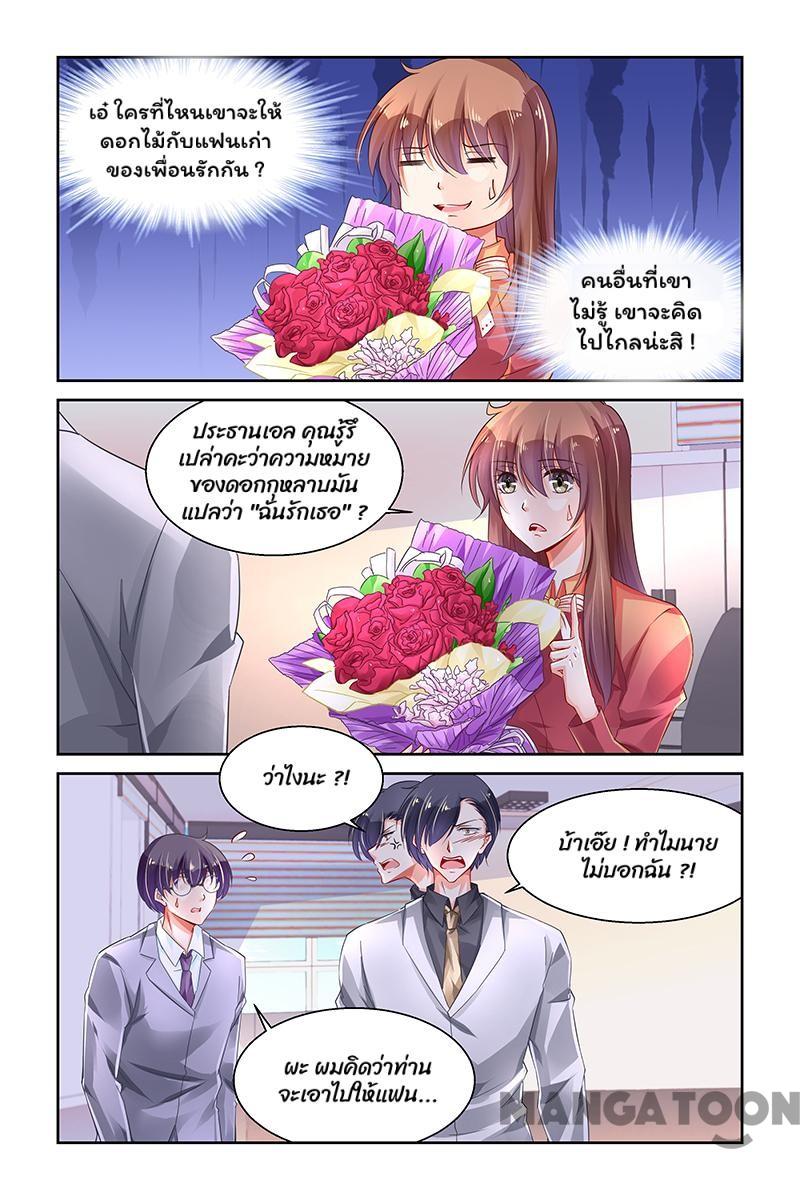 เอ๋ ใครที่ไหนเขาจะให้
ดอกไม้กับแฟนเก่า
ของเพื่อนรักกัน ?
คนอื่นที่เขา
ไม่รู้ เขาจะคิด
ไปไกลน่ะสิ !
ประธานเอล คุณรู้รึ
เปล่าคะว่าความหมาย
ของดอกกุหลาบมัน
แปลว่า "ฉันรักเธอ" ?
ว่าไงนะ ?!
บ้าเอ๊ย ! ทำไมนาย
ไม่บอกฉัน ?!
ผะ ผมคิดว่าท่าน
จะเอาไปให้แฟน...
MANGATOON